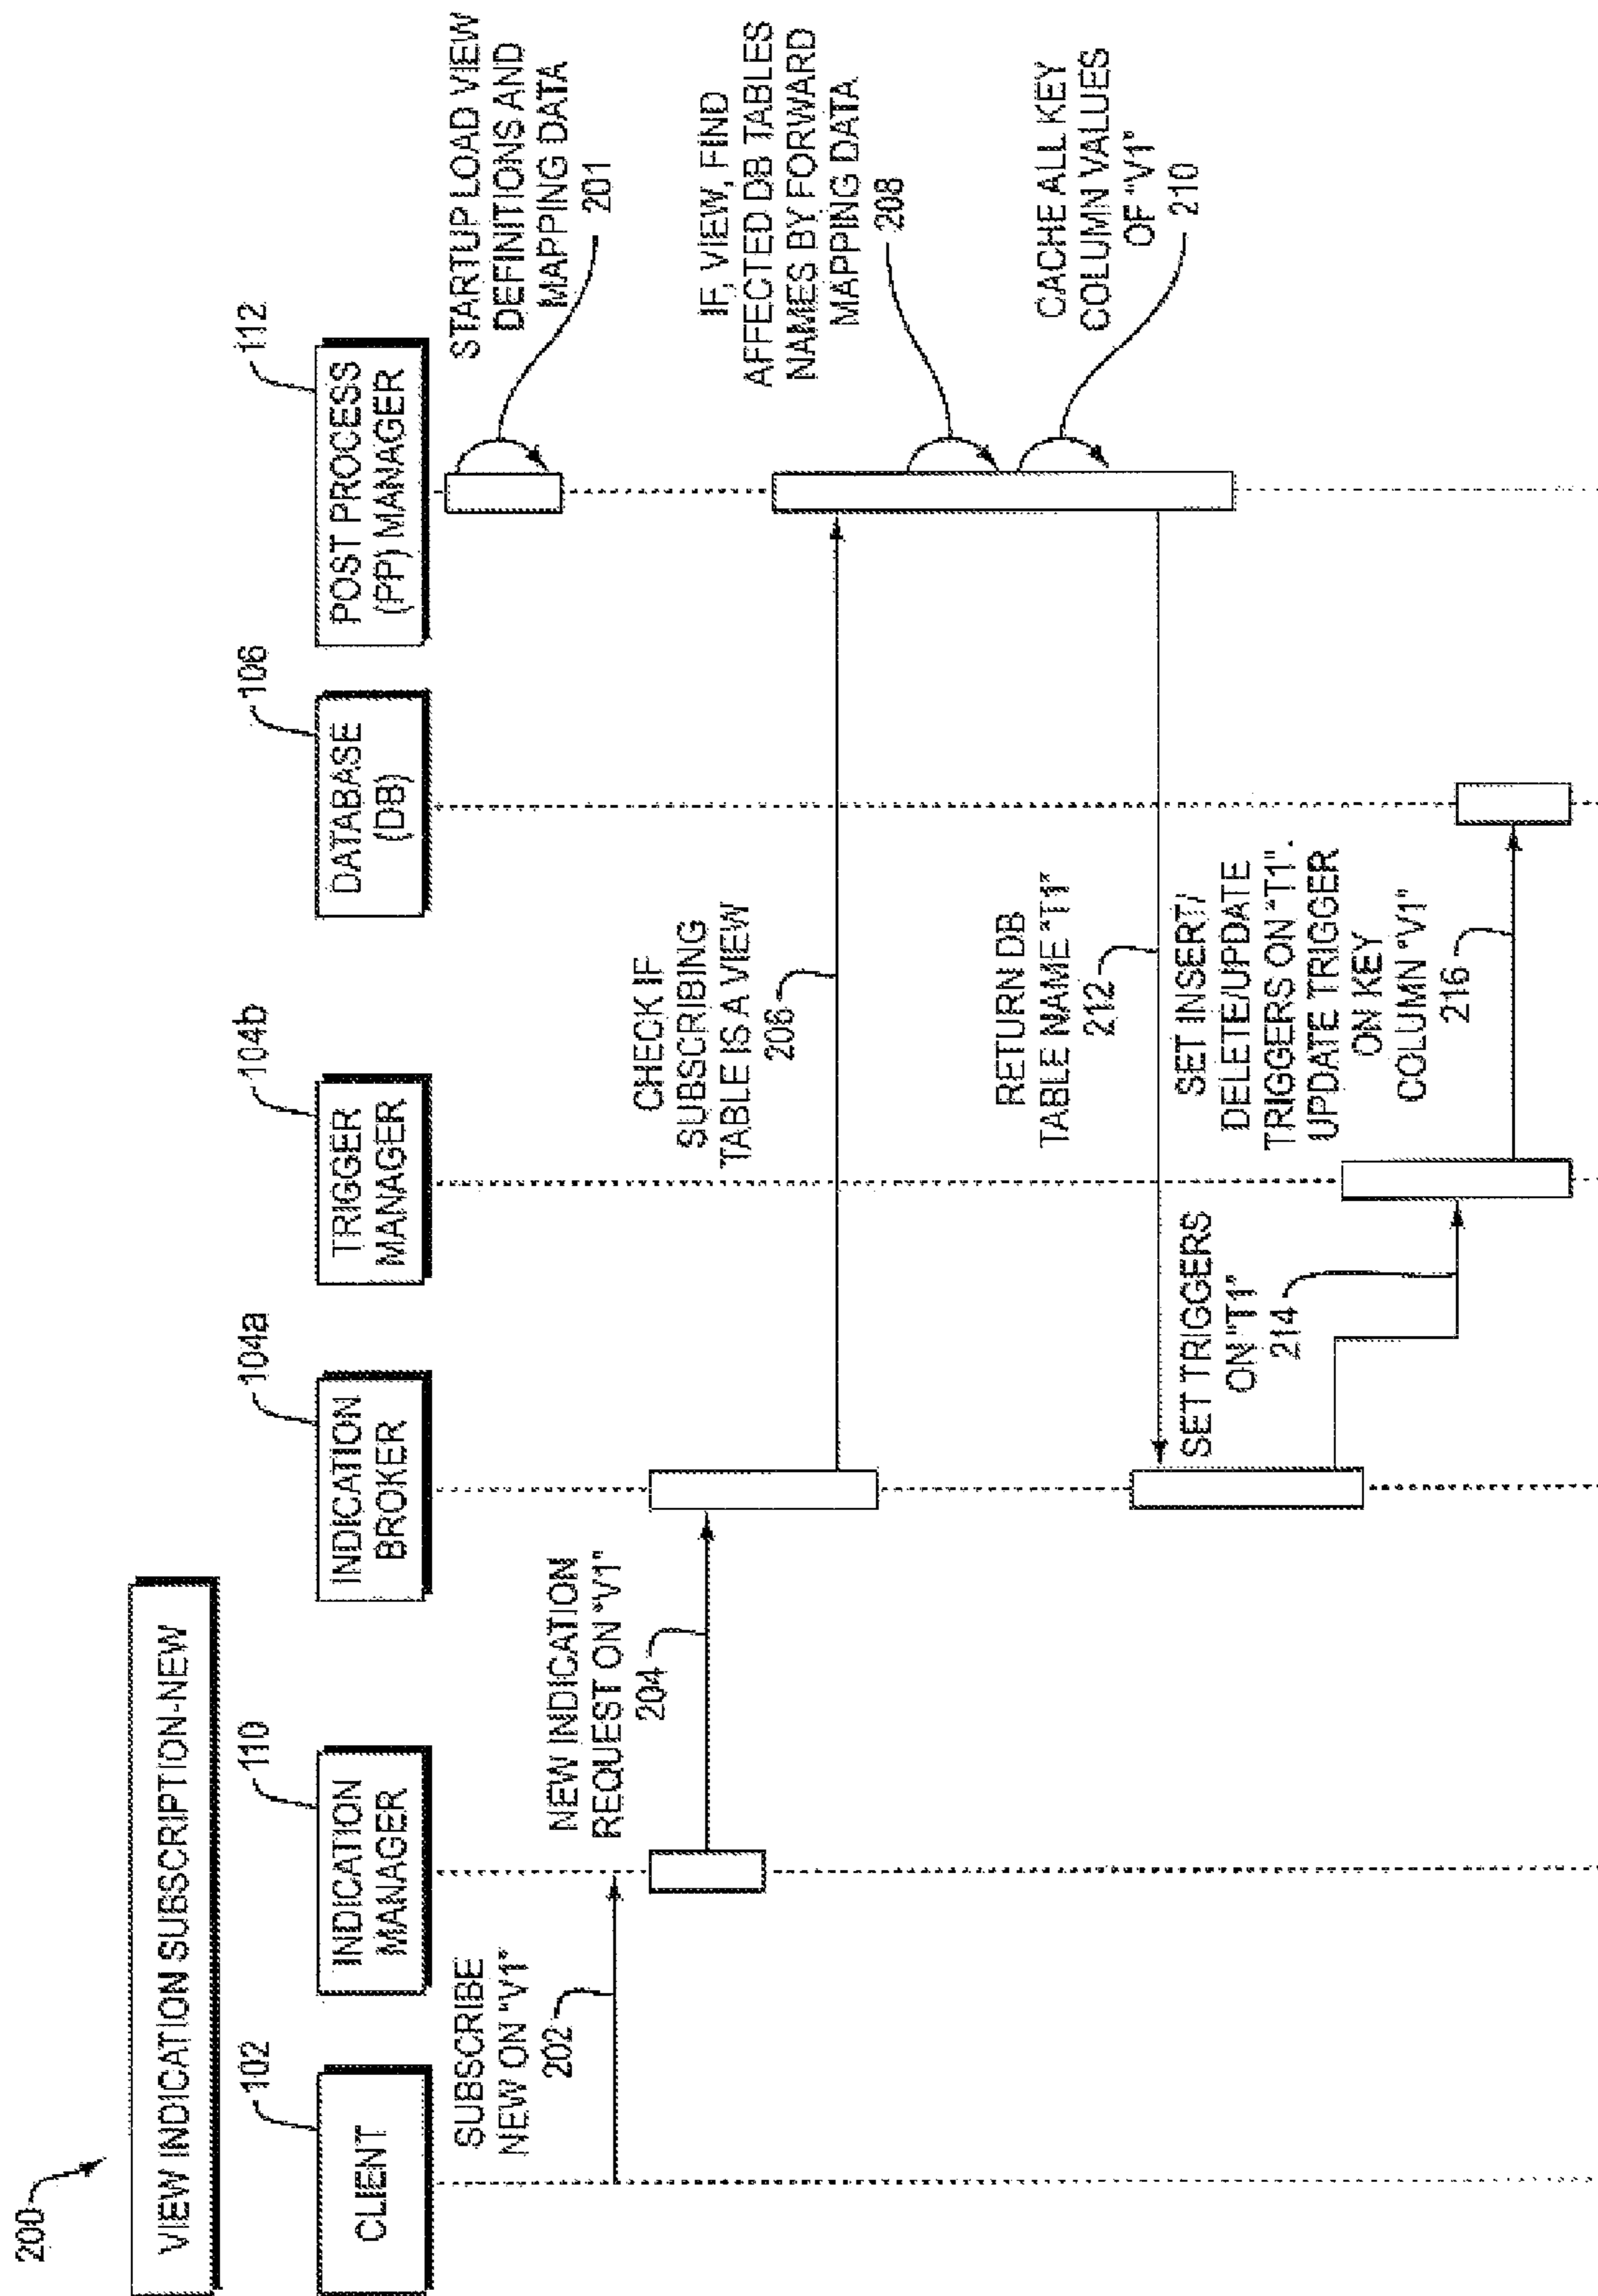 200
VIEW INDICATION SUBSCRIPTION-NEW
102
CLIENT
110
INDICATION
MANAGER
104a
INDICATION
BROKER
104b
TRIGGER
MANAGER
106
DATABASE
(DB)
112
POST PROCESS
(PP) MANAGER
STARTUP LOAD VIEW
DEFINITIONS AND
MAPPING DATA
201
SUBSCRIBE
NEW ON "V1"
202
NEW INDICATION
REQUEST ON "V1"
204
CHECK IF
SUBSCRIBING
TABLE IS A VIEW
206
IF, VIEW, FIND
AFFECTED DB TABLES
NAMES BY FORWARD
MAPPING DATA
208
CACHE ALL KEY
COLUMN VALUES
OF "V1"
210
RETURN DB
TABLE NAME "T1"
212
SET TRIGGERS
ON "T1"
214
SET INSERT/
DELETE/UPDATE
TRIGGERS ON "T1".
UPDATE TRIGGER
ON KEY
COLUMN "V1"
216